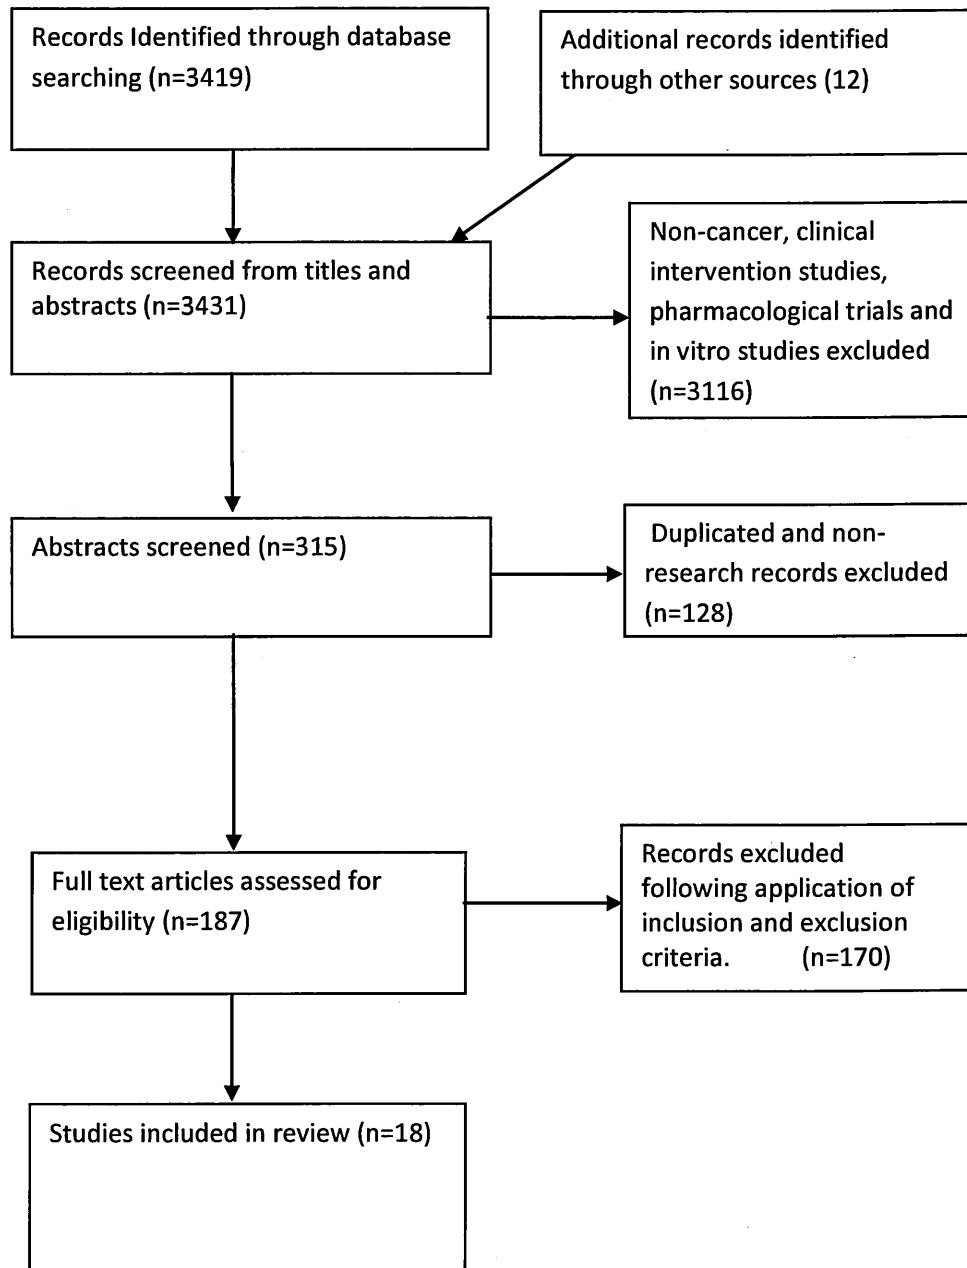 Records Identified through database
searching (n=3419)
Additional records identified
through other sources (12)
Records screened from titles and
abstracts (n=3431)
Non-cancer, clinical
intervention studies,
pharmacological trials and
in vitro studies excluded
(n=3116)
Abstracts screened (n=315)
Duplicated and non-
research records excluded
(n=128)
Full text articles assessed for
eligibility (n=187)
Records excluded
following application of
inclusion and exclusion
criteria. (n=170)
Studies included in review (n=18)